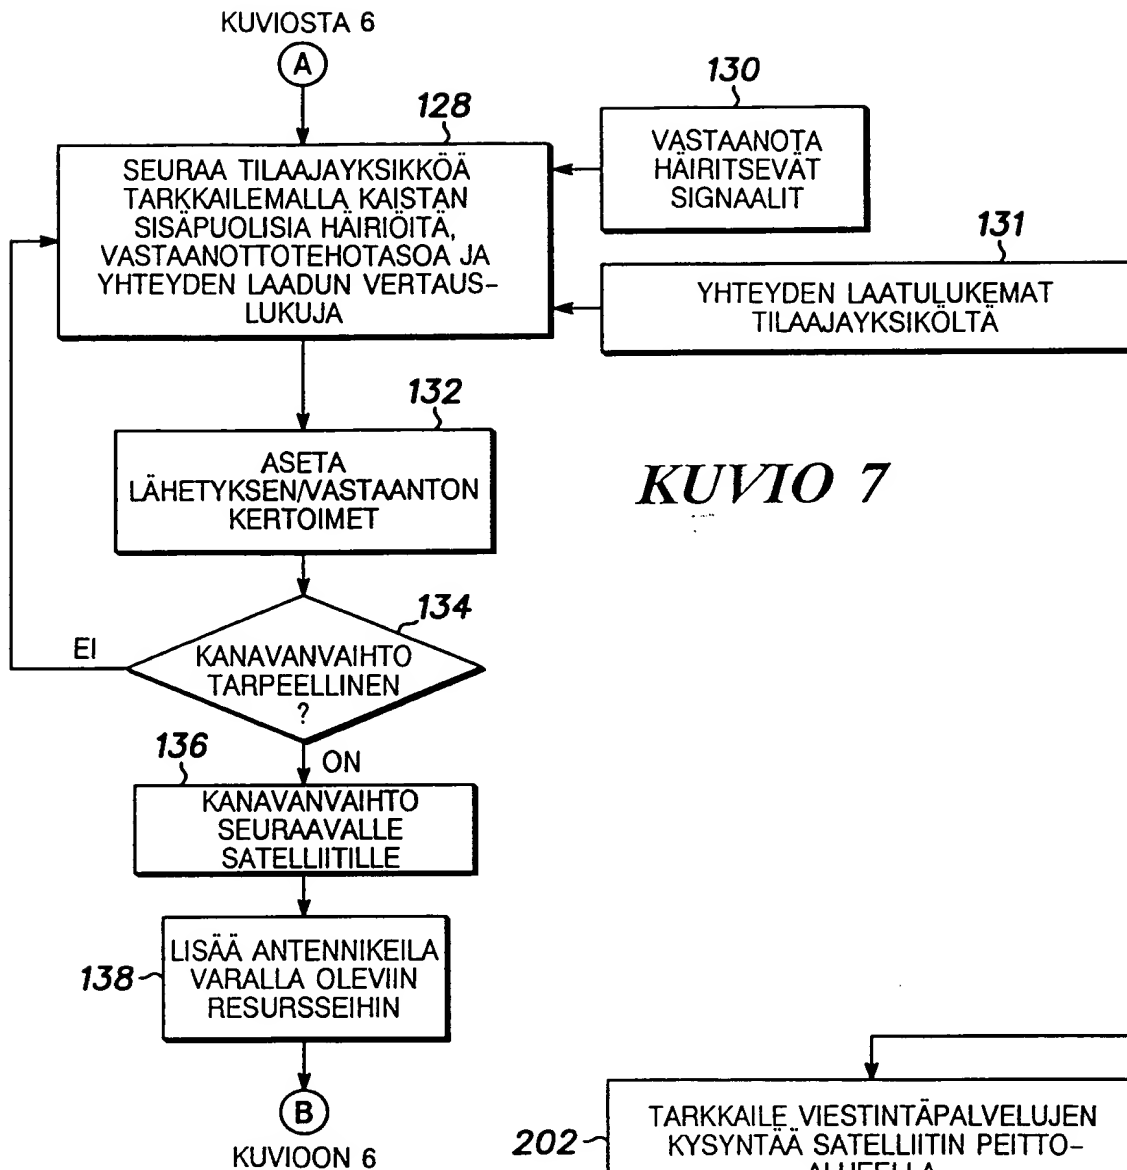 KUVIOSTA 6
A
128
SEURAA TILAAJAYKSIKKÖÄ
TARKKAILEMALLA KAISTAN
SISÄPUOLISIA HÄIRIÖITÄ,
VASTAANOTTOTEHOTASOA JA
YHTEYDEN LAADUN VERTAUS-
LUKUJA
130
VASTAANOTA
HÄIRITSEVÄT
SIGNAALIT
131
YHTEYDEN LAATULUKEMAT
TILAAJAYKSIKÖLTÄ
132
ASETA
LÄHETYKSEN/VASTAANTON
KERTOIMET
KUVIO 7
134
KANAVANVAIHTO
TARPEELLINEN
?
EI
ON
136
KANAVANVAIHTO
SEURAAVALLE
SATELLIITILLE
138
LISÄÄ ANTENNIKEILA
VARALLA OLEVIIN
RESURSSEIHIN
B
KUVIOON 6
202
TARKKAILE VIESTINTÄPALVELUJEN
KYSYNTÄÄ SATELLIITIN PEITTO-
ALUEELLA